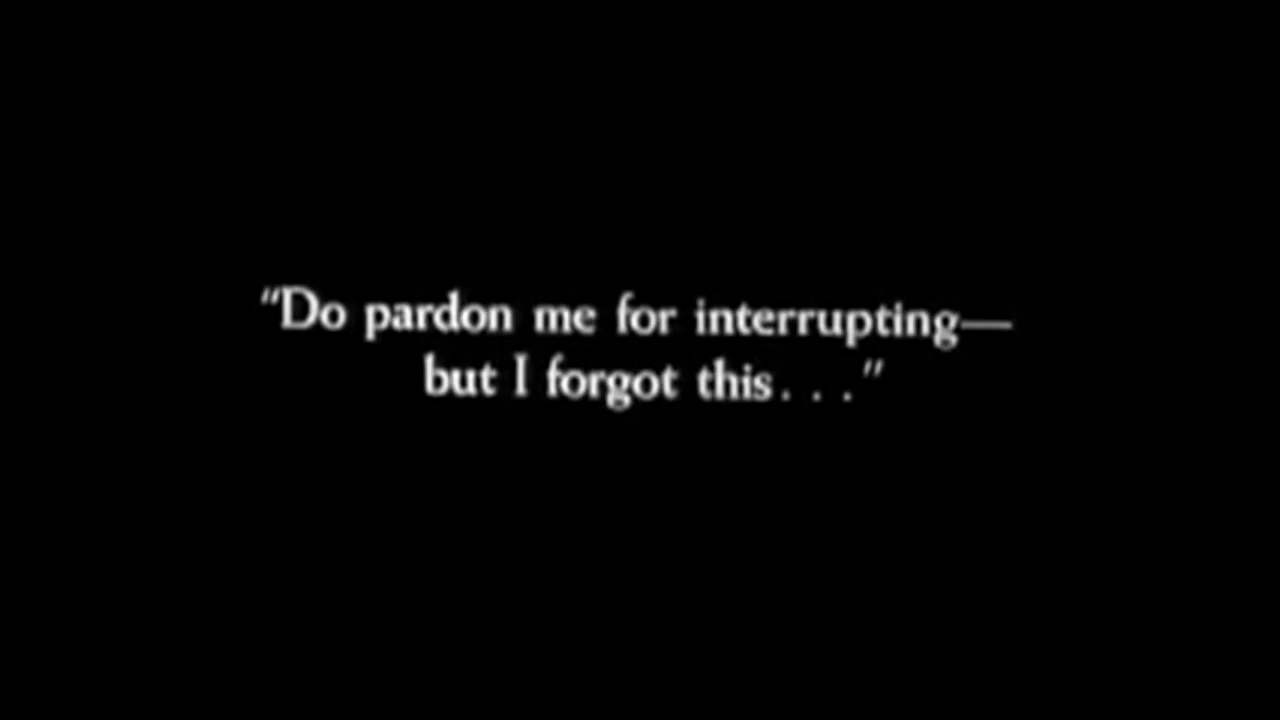 "Do pardon me for interrupting—
but I forgot this . . ."